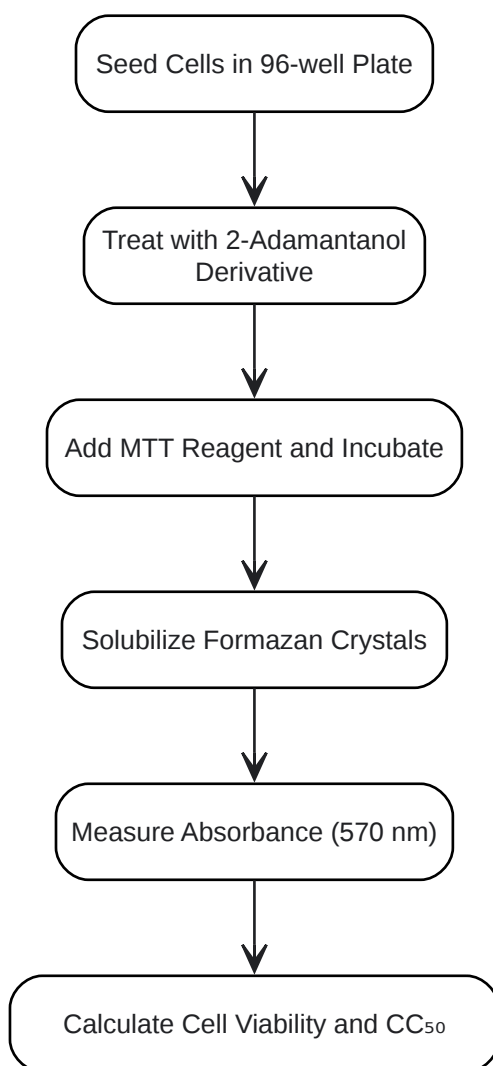 Seed Cells in 96-well Plate
Treat with 2-Adamantanol
Derivative
Add MTT Reagent and Incubate
Solubilize Formazan Crystals
Measure Absorbance (570 nm)
Calculate Cell Viability and CC₅₀